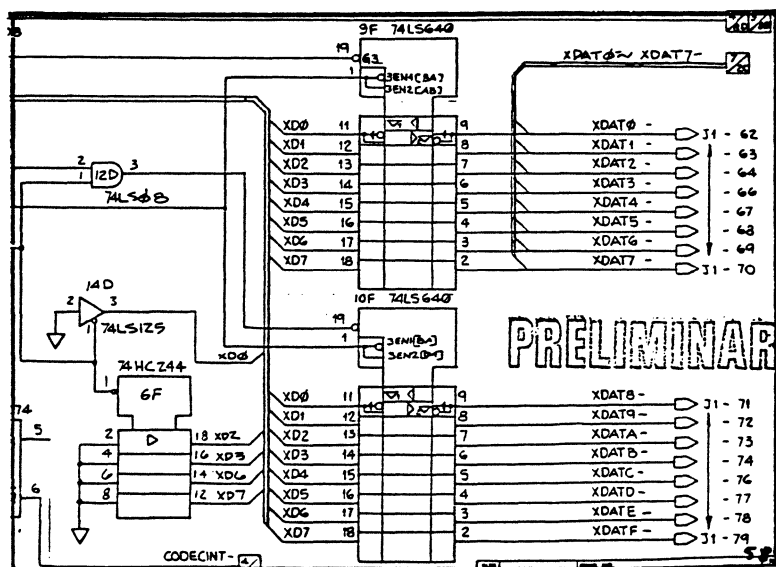 9F 74LS640
19
G3
1
3EN1[BA]
3EN2[AB]
XDATØ~ XDAT7-
XDØ 11 9 XDATØ - J1 - 62
XD1 12 8 XDAT1 - - 63
XD2 13 7 XDAT2 - - 64
XD3 14 6 XDAT3 - - 66
XD4 15 5 XDAT4 - - 67
XD5 16 4 XDAT5 - - 68
XD6 17 3 XDAT6 - - 69
XD7 18 2 XDAT7 - J1 - 70
2
1
12D
3
74LSØ8
14D
2
3
1
74LS125
XDØ
74HC244
1
6F
2 18 XD2
4 16 XD3
6 14 XD6
8 12 XD7
74
5
6
CODECINT-
10F 74LS640
19
1
3EN1[BA]
PRELIMINAR
XDØ 11 9 XDAT8- J1 - 71
XD1 12 8 XDAT9- - 72
XD2 13 7 XDATA- - 73
XD3 14 6 XDATB- - 74
XD4 15 5 XDATC- - 76
XD5 16 4 XDATD- - 77
XD6 17 3 XDATE- - 78
XD7 18 2 XDATF- J1 - 79